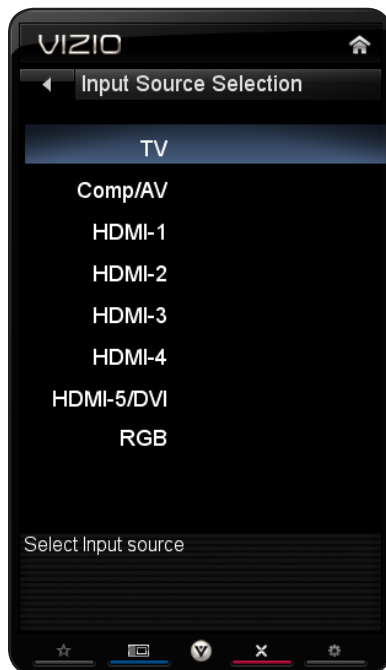 VIZIO
Input Source Selection
TV
Comp/AV
HDMI-1
HDMI-2
HDMI-3
HDMI-4
HDMI-5/DVI
RGB
Select Input source
V